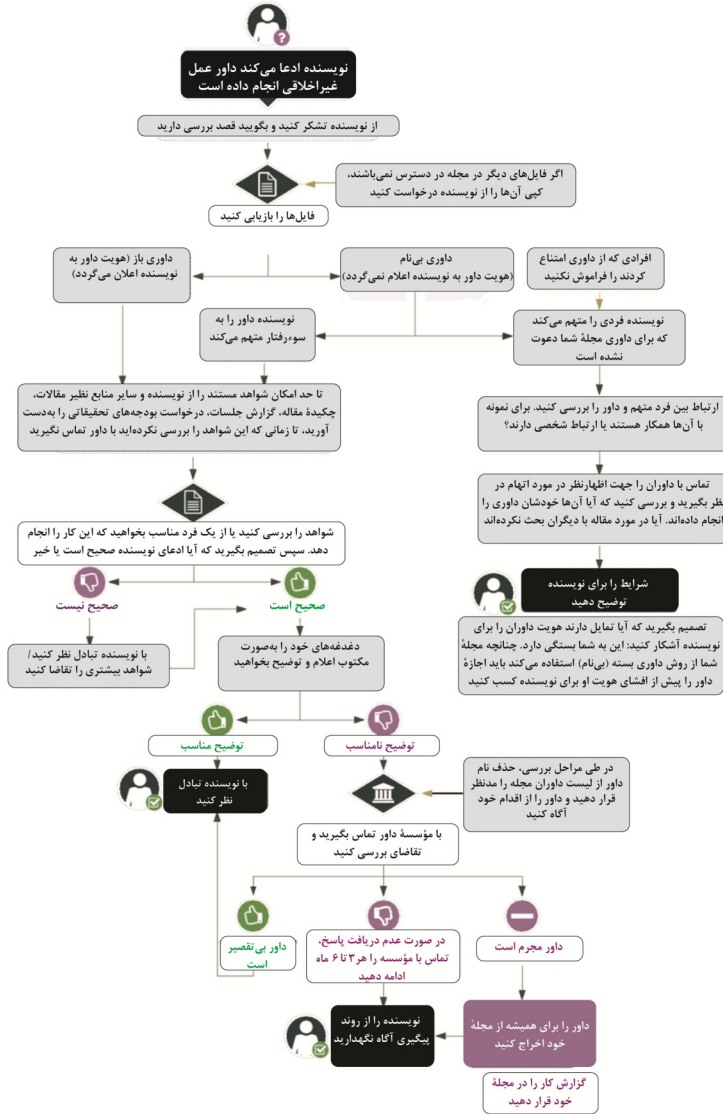 نویسنده ادعا می‌کند داور عمل
غیراخلاقی انجام داده است
از نویسنده تشکر کنید و بگویید قصد بررسی دارید
اگر فایل‌های دیگر در مجله در دسترس نمی‌باشند،
کپی آن‌ها را از نویسنده درخواست کنید
فایل‌ها را بازیابی کنید
افرادی که از داوری امتناع
کردند را فراموش نکنید
داوری بی‌نام
(هویت داور به نویسنده اعلام نمی‌گردد)
داوری باز (هویت داور به
نویسنده اعلان می‌گردد)
نویسنده فردی را متهم می‌کند
که برای داوری مجلهٔ شما دعوت
نشده است
نویسنده داور را به
سوءرفتار متهم می‌کند
ارتباط بین فرد متهم و داور را بررسی کنید. برای نمونه
با آن‌ها همکار هستند یا ارتباط شخصی دارند؟
تا حد امکان شواهد مستند را از نویسنده و سایر منابع نظیر مقالات،
چکیدهٔ مقاله، گزارش جلسات، درخواست بودجه‌های تحقیقاتی را به‌دست
آورید، تا زمانی که این شواهد را بررسی نکرده‌اید با داور تماس نگیرید
تماس با داوران را جهت اظهارنظر در مورد اتهام در
نظر بگیرید و بررسی کنید که آیا آن‌ها خودشان داوری را
انجام داده‌اند. آیا در مورد مقاله با دیگران بحث نکرده‌اند
شواهد را بررسی کنید یا از یک فرد مناسب بخواهید که این کار را انجام
دهد. سپس تصمیم بگیرید که آیا ادعای نویسنده صحیح است یا خیر
شرایط را برای نویسنده
توضیح دهید
صحیح است
صحیح نیست
تصمیم بگیرید که آیا تمایل دارند هویت داوران را برای
نویسنده آشکار کنید: این به شما بستگی دارد. چنانچه مجلهٔ
شما از روش داوری بسته (بی‌نام) استفاده می‌کند باید اجازهٔ
داور را پیش از افشای هویت او برای نویسنده کسب کنید
دغدغه‌های خود را به‌صورت
مکتوب اعلام و توضیح بخواهید
با نویسنده تبادل نظر کنید/
شواهد بیشتری را تقاضا کنید
توضیح نامناسب
توضیح مناسب
در طی مراحل بررسی، حذف نام
داور از لیست داوران مجله را مدنظر
قرار دهید و داور را از اقدام خود
آگاه کنید
با نویسنده تبادل
نظر کنید
با مؤسسهٔ داور تماس بگیرید و
تقاضای بررسی کنید
داور مجرم است
در صورت عدم دریافت پاسخ،
تماس با مؤسسه را هر ۳ تا ۶ ماه
ادامه دهید
داور بی‌تقصیر
است
داور را برای همیشه از مجلهٔ
خود اخراج کنید
نویسنده را از روند
پیگیری آگاه نگهدارید
گزارش کار را در مجلهٔ
خود قرار دهید